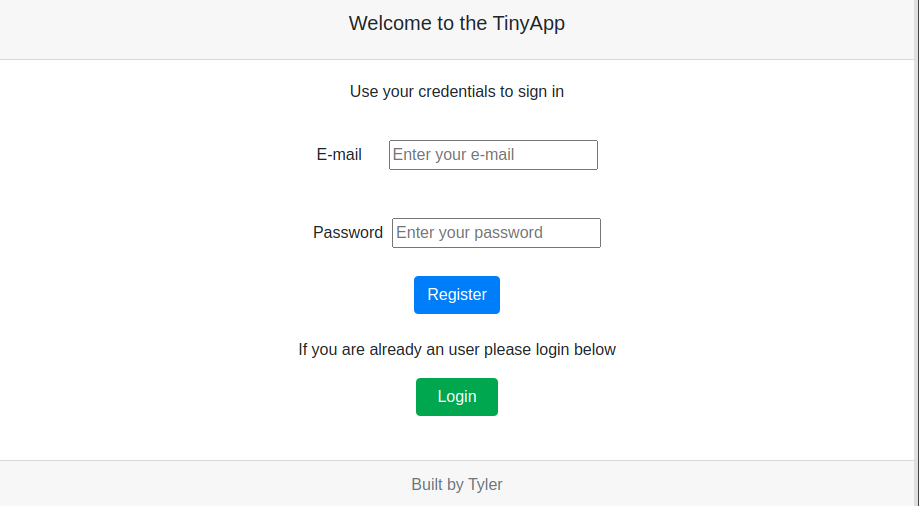 Welcome to the TinyApp
Use your credentials to sign in
E-mail Enter your e-mail
Password Enter your password
Register
If you are already an user please login below
Login
Built by Tyler